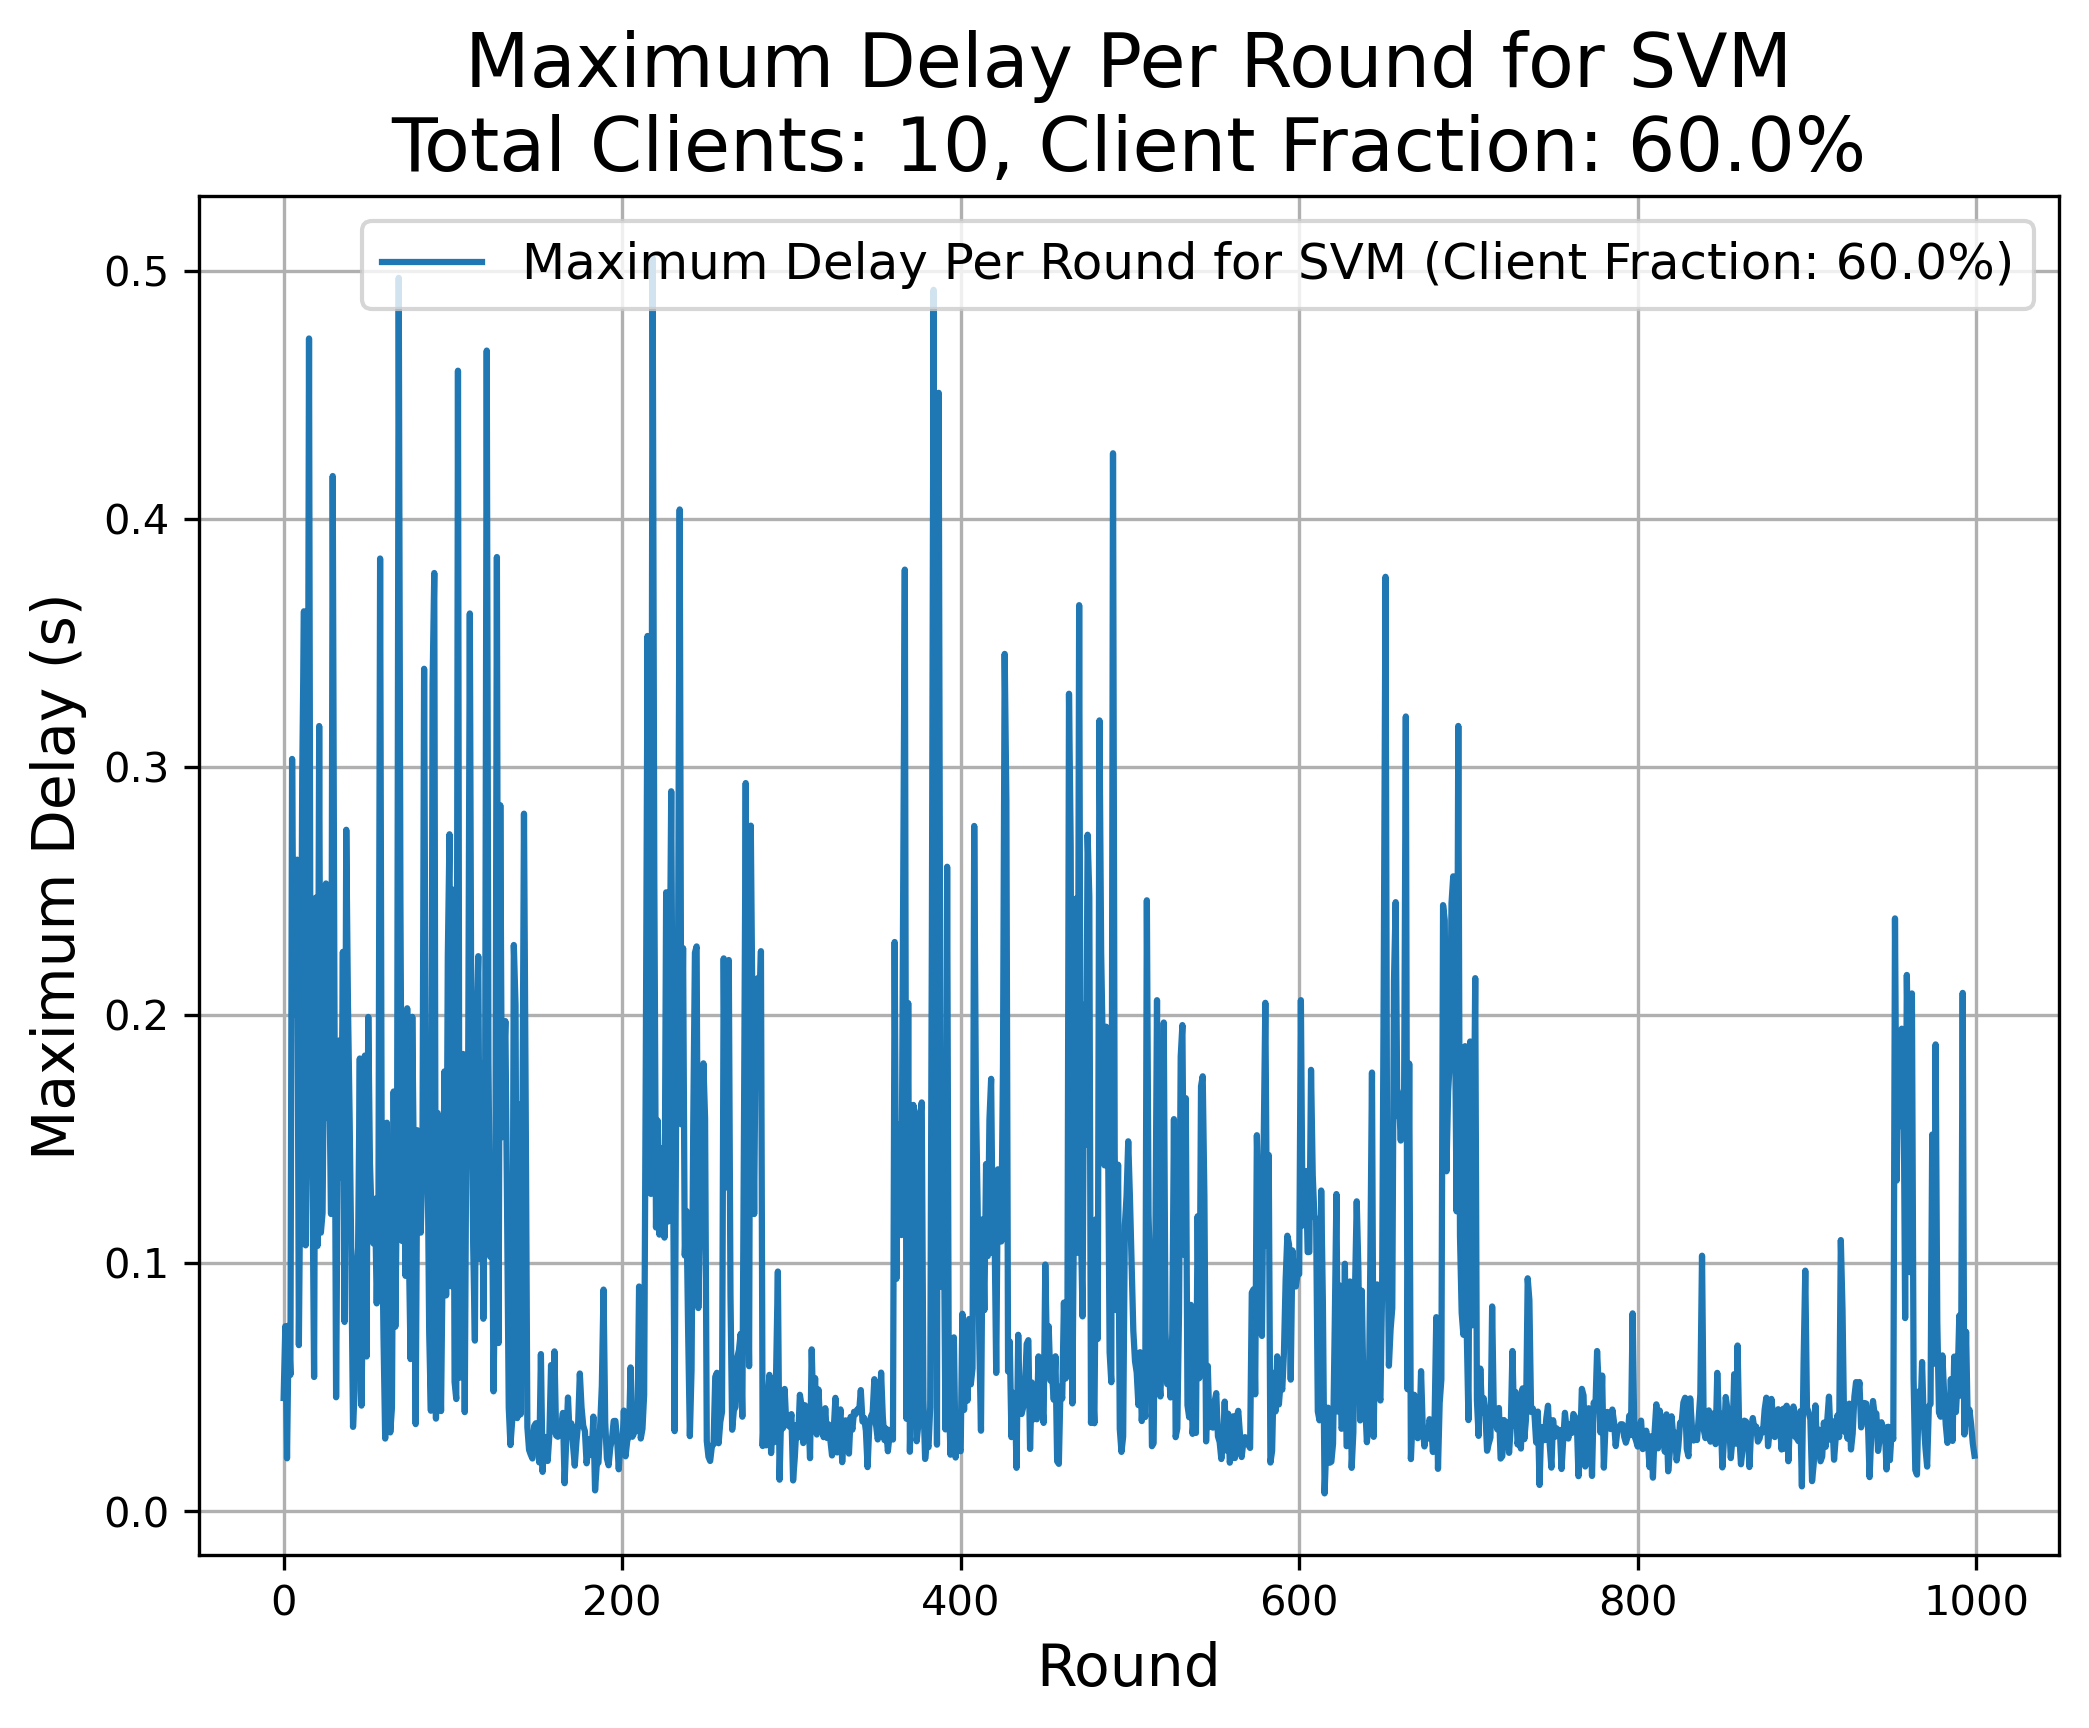 Maximum Delay Per Round for SVM
Total Clients: 10, Client Fraction: 60.0%
Maximum Delay Per Round for SVM (Client Fraction: 60.0%)
Maximum Delay (s)
0.5
0.4
0.3
0.2
0.1
0.0
0 200 400 600 800 1000
Round